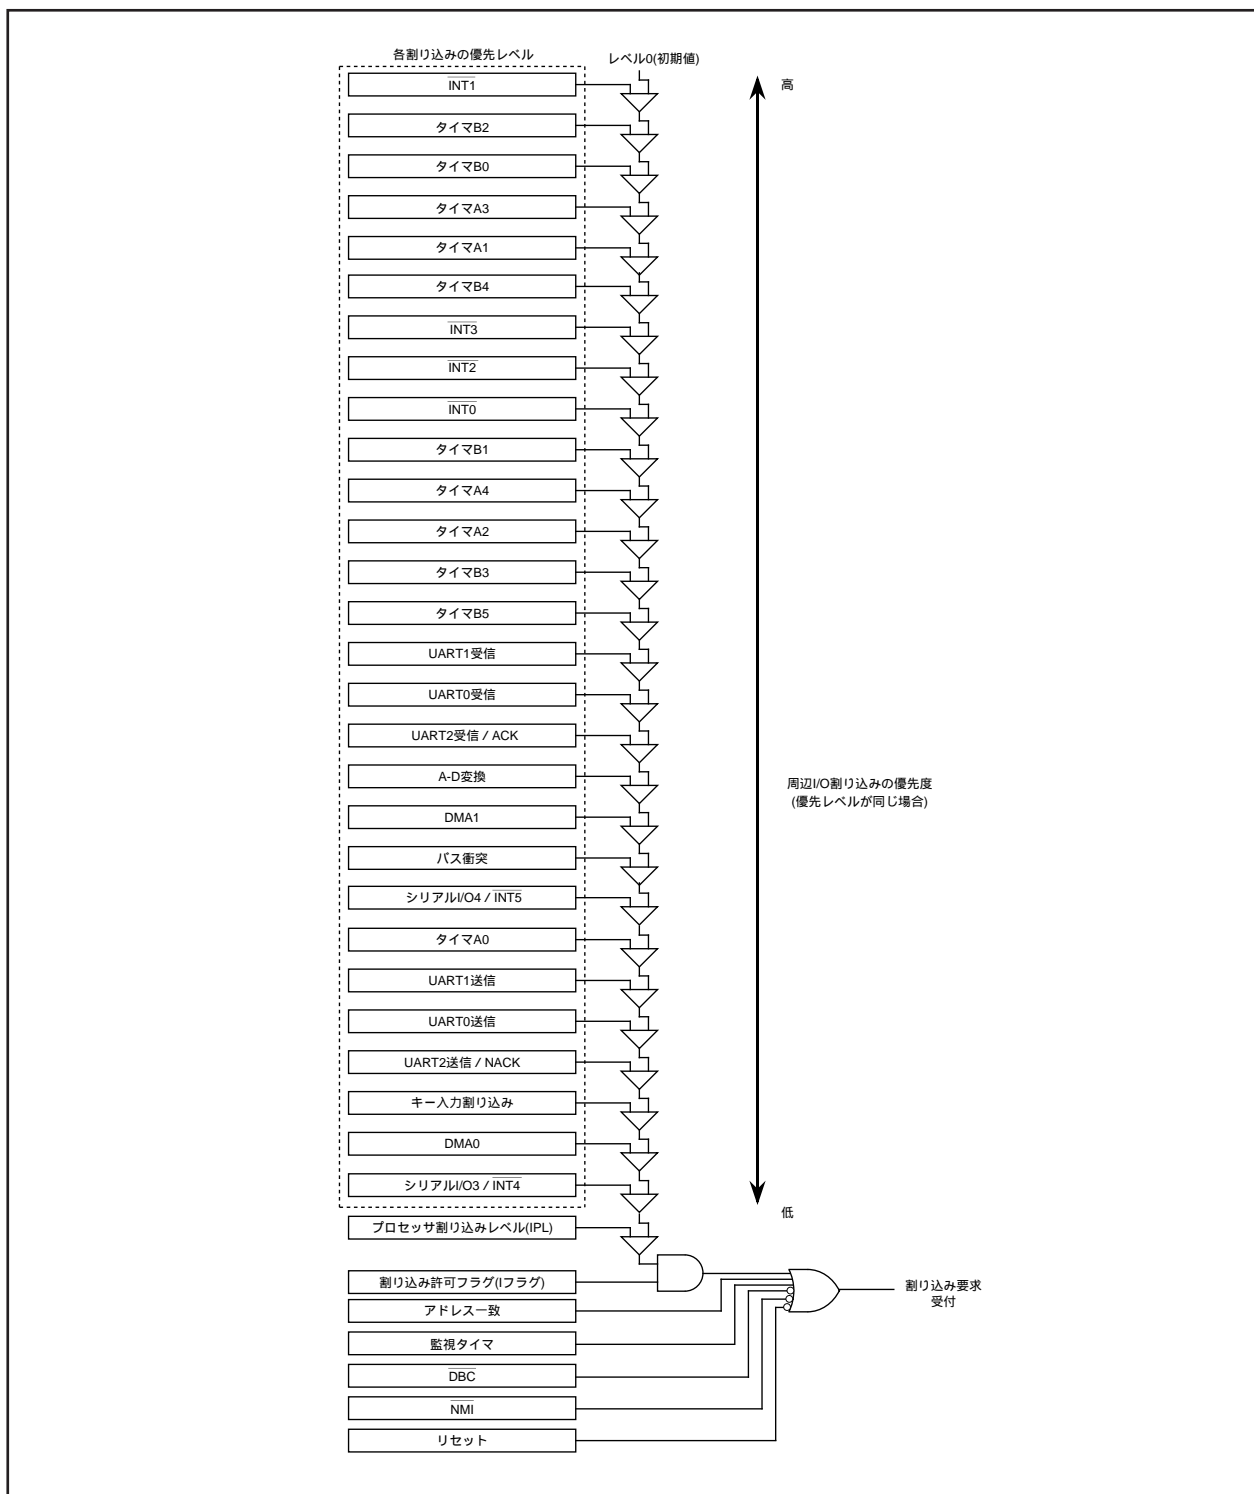 各割り込みの優先レベル
レベル0(初期値)
高
INT1
タイマB2
タイマB0
タイマA3
タイマA1
タイマB4
INT3
INT2
INT0
タイマB1
タイマA4
タイマA2
タイマB3
タイマB5
UART1受信
UART0受信
UART2受信 / ACK
A-D変換
周辺I/O割り込みの優先度
(優先レベルが同じ場合)
DMA1
バス衝突
シリアルI/O4 / INT5
タイマA0
UART1送信
UART0送信
UART2送信 / NACK
キー入力割り込み
DMA0
シリアルI/O3 / INT4
低
プロセッサ割り込みレベル(IPL)
割り込み許可フラグ(Iフラグ)
割り込み要求
受付
アドレス一致
監視タイマ
DBC
NMI
リセット